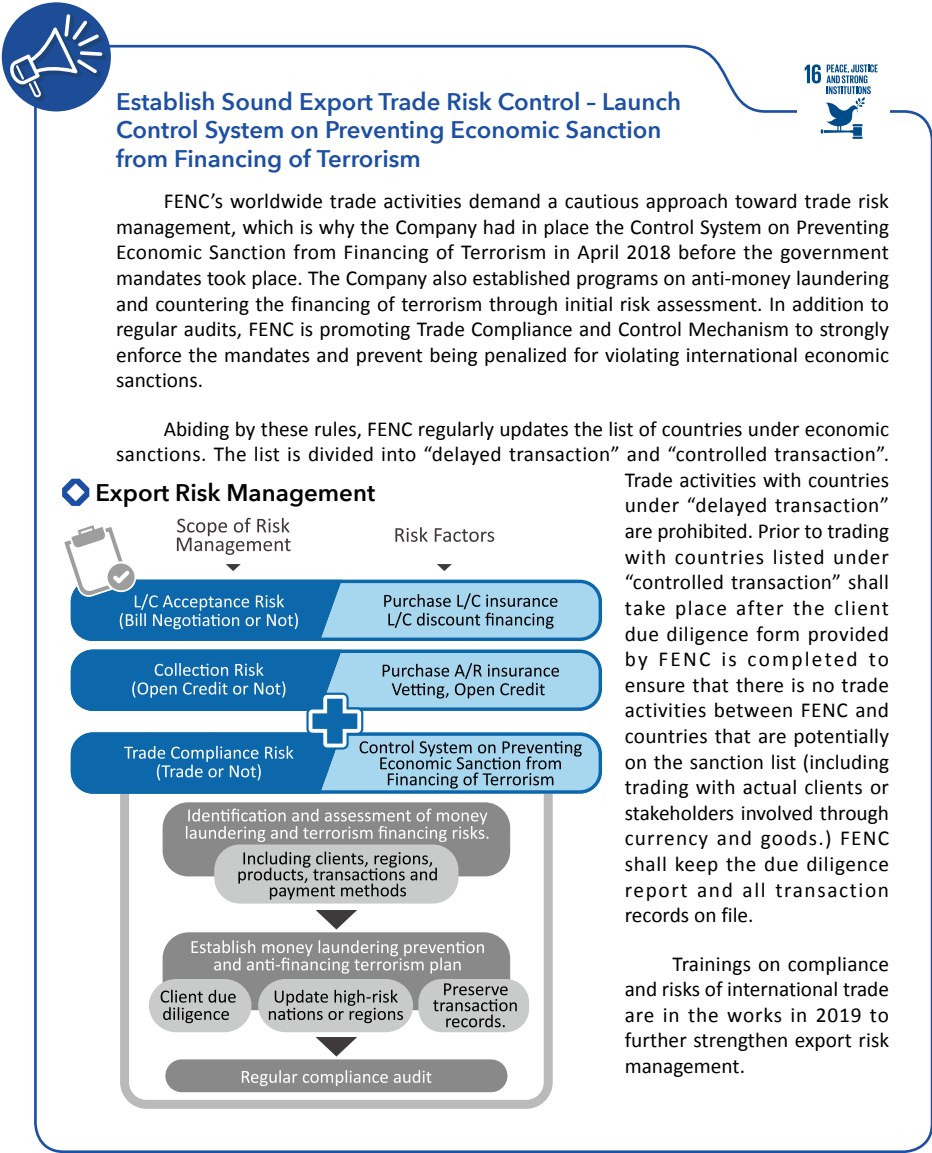 16 PEACE, JUSTICE
AND STRONG
INSTITUTIONS
Establish Sound Export Trade Risk Control – Launch
Control System on Preventing Economic Sanction
from Financing of Terrorism
FENC’s worldwide trade activities demand a cautious approach toward trade risk
management, which is why the Company had in place the Control System on Preventing
Economic Sanction from Financing of Terrorism in April 2018 before the government
mandates took place. The Company also established programs on anti-money laundering
and countering the financing of terrorism through initial risk assessment. In addition to
regular audits, FENC is promoting Trade Compliance and Control Mechanism to strongly
enforce the mandates and prevent being penalized for violating international economic
sanctions.
Abiding by these rules, FENC regularly updates the list of countries under economic
sanctions. The list is divided into “delayed transaction” and “controlled transaction”.
Trade activities with countries
under “delayed transaction”
are prohibited. Prior to trading
with countries listed under
“controlled transaction” shall
take place after the client
due diligence form provided
by FENC is completed to
ensure that there is no trade
activities between FENC and
countries that are potentially
on the sanction list (including
trading with actual clients or
stakeholders involved through
currency and goods.) FENC
shall keep the due diligence
report and all transaction
records on file.
Trainings on compliance
and risks of international trade
are in the works in 2019 to
further strengthen export risk
management.
Export Risk Management
Scope of Risk
Management
Risk Factors
L/C Acceptance Risk
(Bill Negotiation or Not)
Purchase L/C insurance
L/C discount financing
Collection Risk
(Open Credit or Not)
Purchase A/R insurance
Vetting, Open Credit
Trade Compliance Risk
(Trade or Not)
Control System on Preventing
Economic Sanction from
Financing of Terrorism
Identification and assessment of money
laundering and terrorism financing risks.
Including clients, regions,
products, transactions and
payment methods
Establish money laundering prevention
and anti-financing terrorism plan
Client due
diligence
Update high-risk
nations or regions
Preserve
transaction
records.
Regular compliance audit